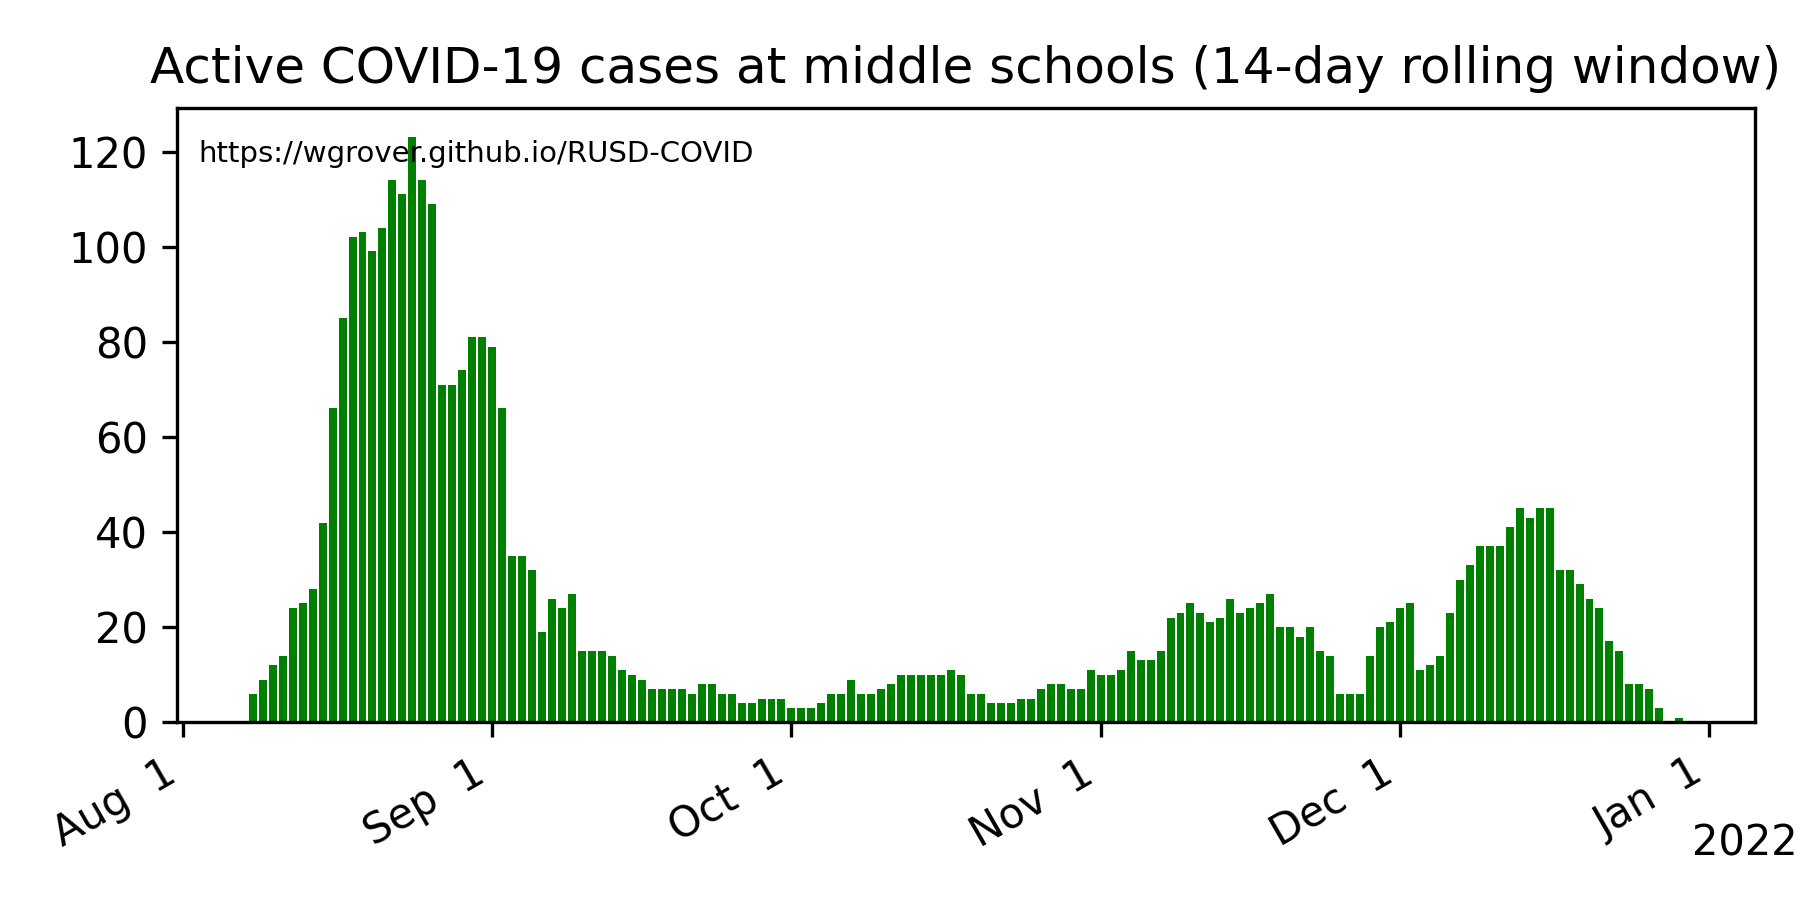 Active COVID-19 cases at middle schools (14-day rolling window)
https://wgrover.github.io/RUSD-COVID
120
100
80
60
40
20
0
Aug 1
Sep 1
Oct 1
Nov 1
Dec 1
Jan 1
2022